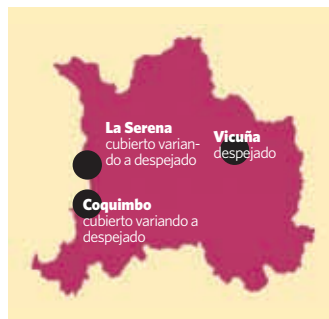 La Serena
cubierto varian-
do a despejado
Vicuña
despejado
Coquimbo
cubierto variando a
despejado